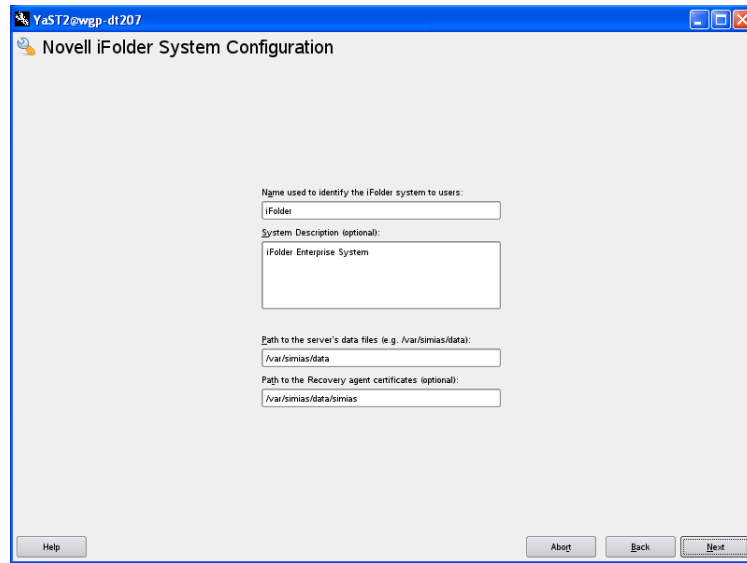 YaST2@wgp-dt207
Novell iFolder System Configuration
Name used to identify the iFolder system to users:
iFolder
System Description (optional):
iFolder Enterprise System
Path to the server's data files (e.g. /var/simias/data):
/var/simias/data
Path to the Recovery agent certificates (optional):
/var/simias/data/simias
Help
Abort
Back
Next